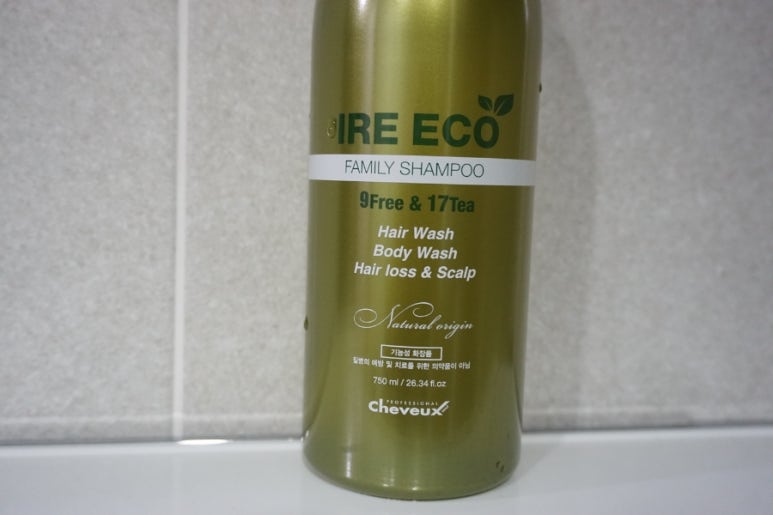 IRE ECO
FAMILY SHAMPOO
9Free & 17Tea
Hair Wash
Body Wash
Hair loss & Scalp
Natural origin
기능성 화장품
질병의 예방 및 치료를 위한 의약품이 아님
750 ml / 26.34 fl.oz
PROFESSIONAL
cheveux